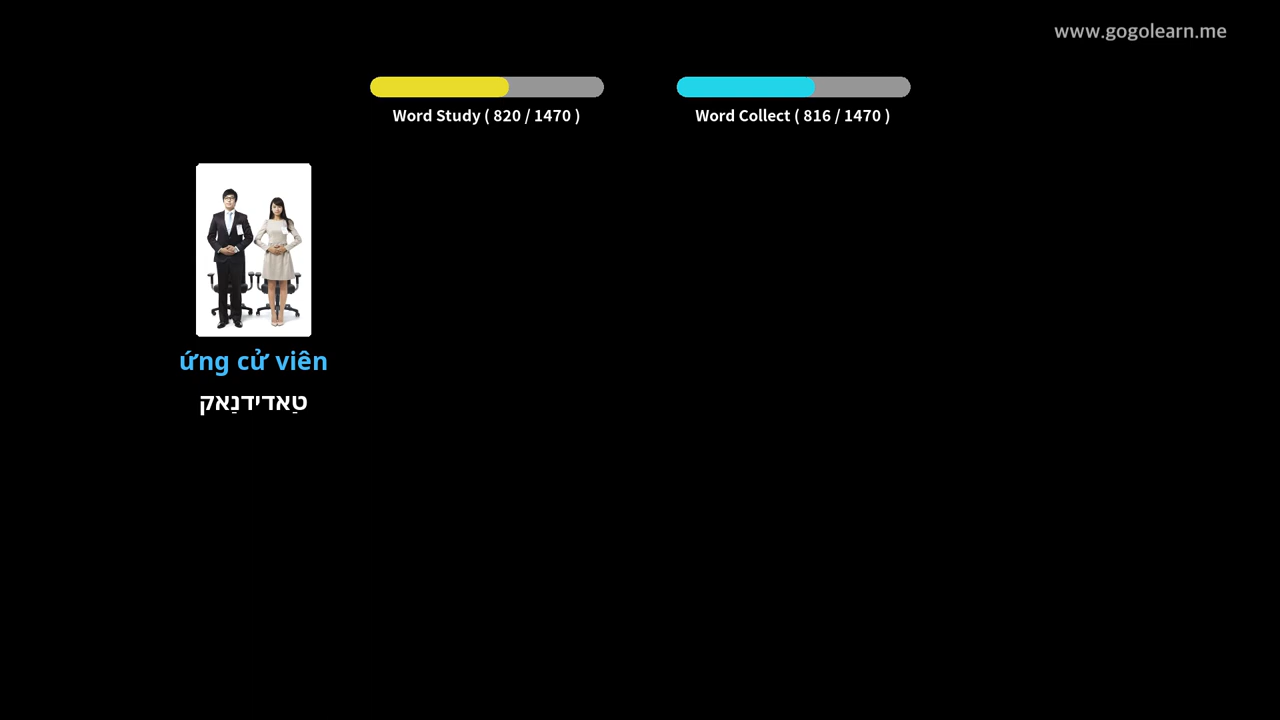 www.gogolearn.me
Word Study ( 820 / 1470 )
Word Collect ( 816 / 1470 )
ứng cử viên
טַאדידנַאק